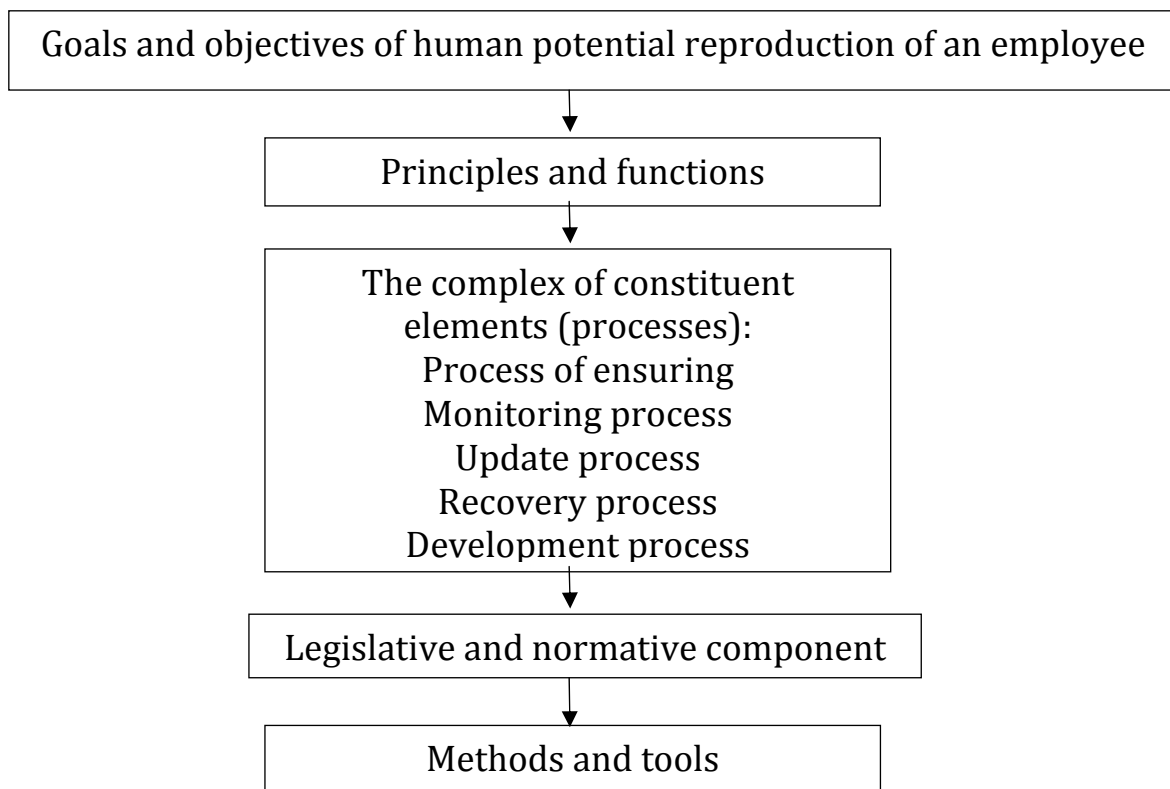 Goals and objectives of human potential reproduction of an employee
Principles and functions
The complex of constituent
elements (processes):
Process of ensuring
Monitoring process
Update process
Recovery process
Development process
Legislative and normative component
Methods and tools